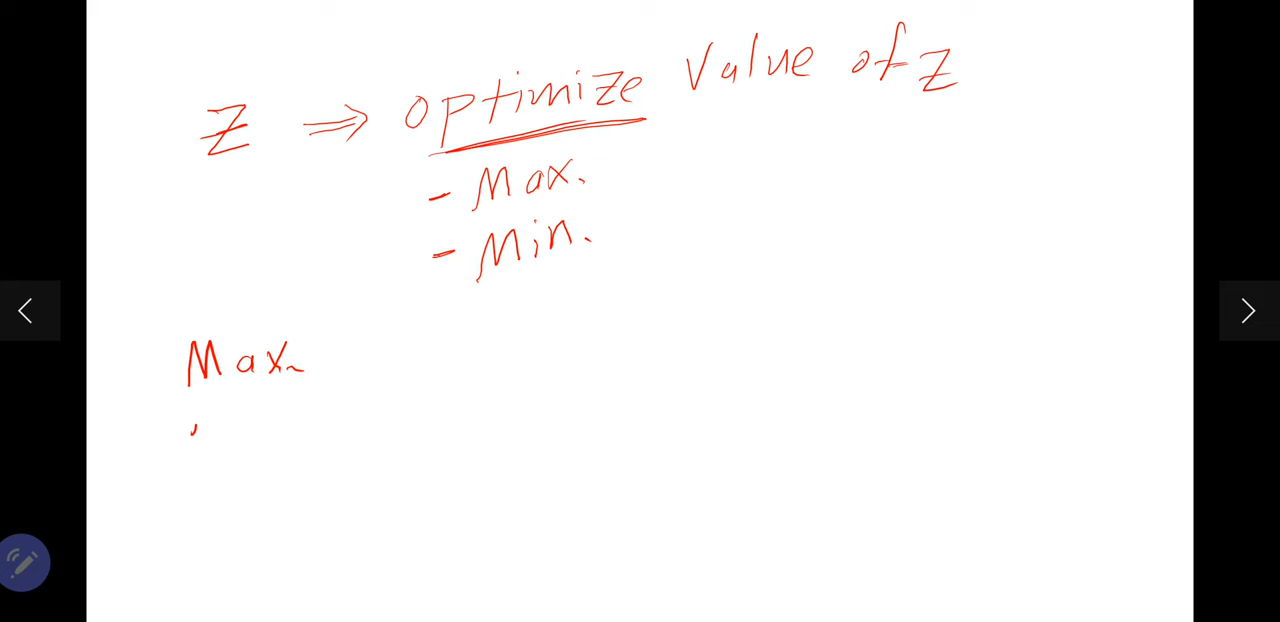 Z ⇒ optimize value of Z
- Max.
- Min.
Max.